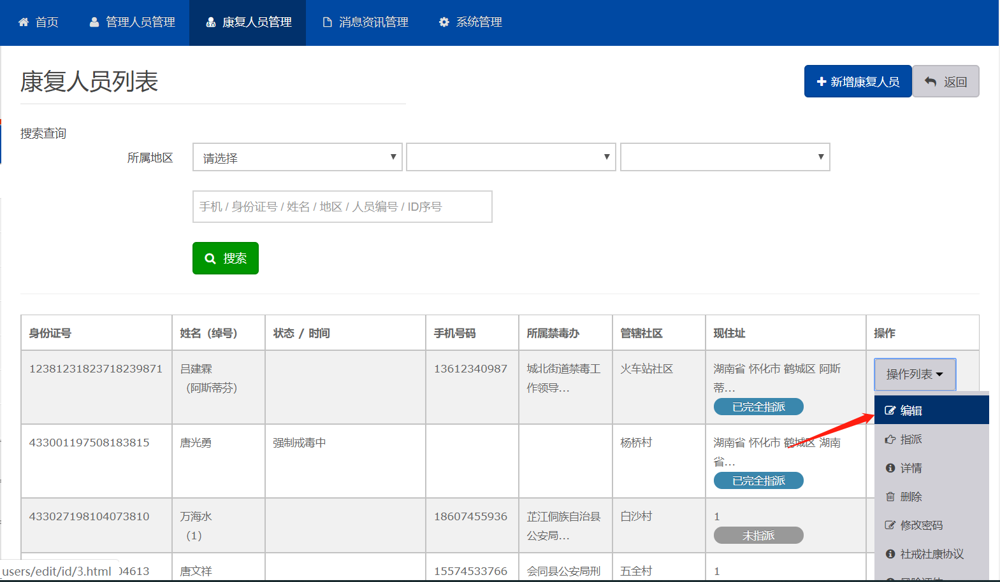 首页 管理人员管理 康复人员管理 消息资讯管理 系统管理
康复人员列表
新增康复人员 返回
搜索查询
所属地区 请选择
手机 / 身份证号 / 姓名 / 地区 / 人员编号 / ID序号
搜索
身份证号 姓名（绰号） 状态 / 时间 手机号码 所属禁毒办 管辖社区 现住址 操作
12381231823718239871 吕建霖 13612340987 城北街道禁毒工 火车站社区 湖南省 怀化市 鹤城区 阿斯 操作列表
（阿斯蒂芬） 作领导... 蒂...
已完全指派
编辑
433001197508183815 唐光勇 强制戒毒中 杨桥村 湖南省 怀化市 鹤城区 湖南 指派
省...
详情
已完全指派
删除
433027198104073810 万海水 18607455936 芷江侗族自治县 白沙村 1
（1） 公安局... 未指派
修改密码
社戒社康协议
users/edit/id/3.html 04613 唐文祥 15574533766 会同县公安局刑 五全村 1